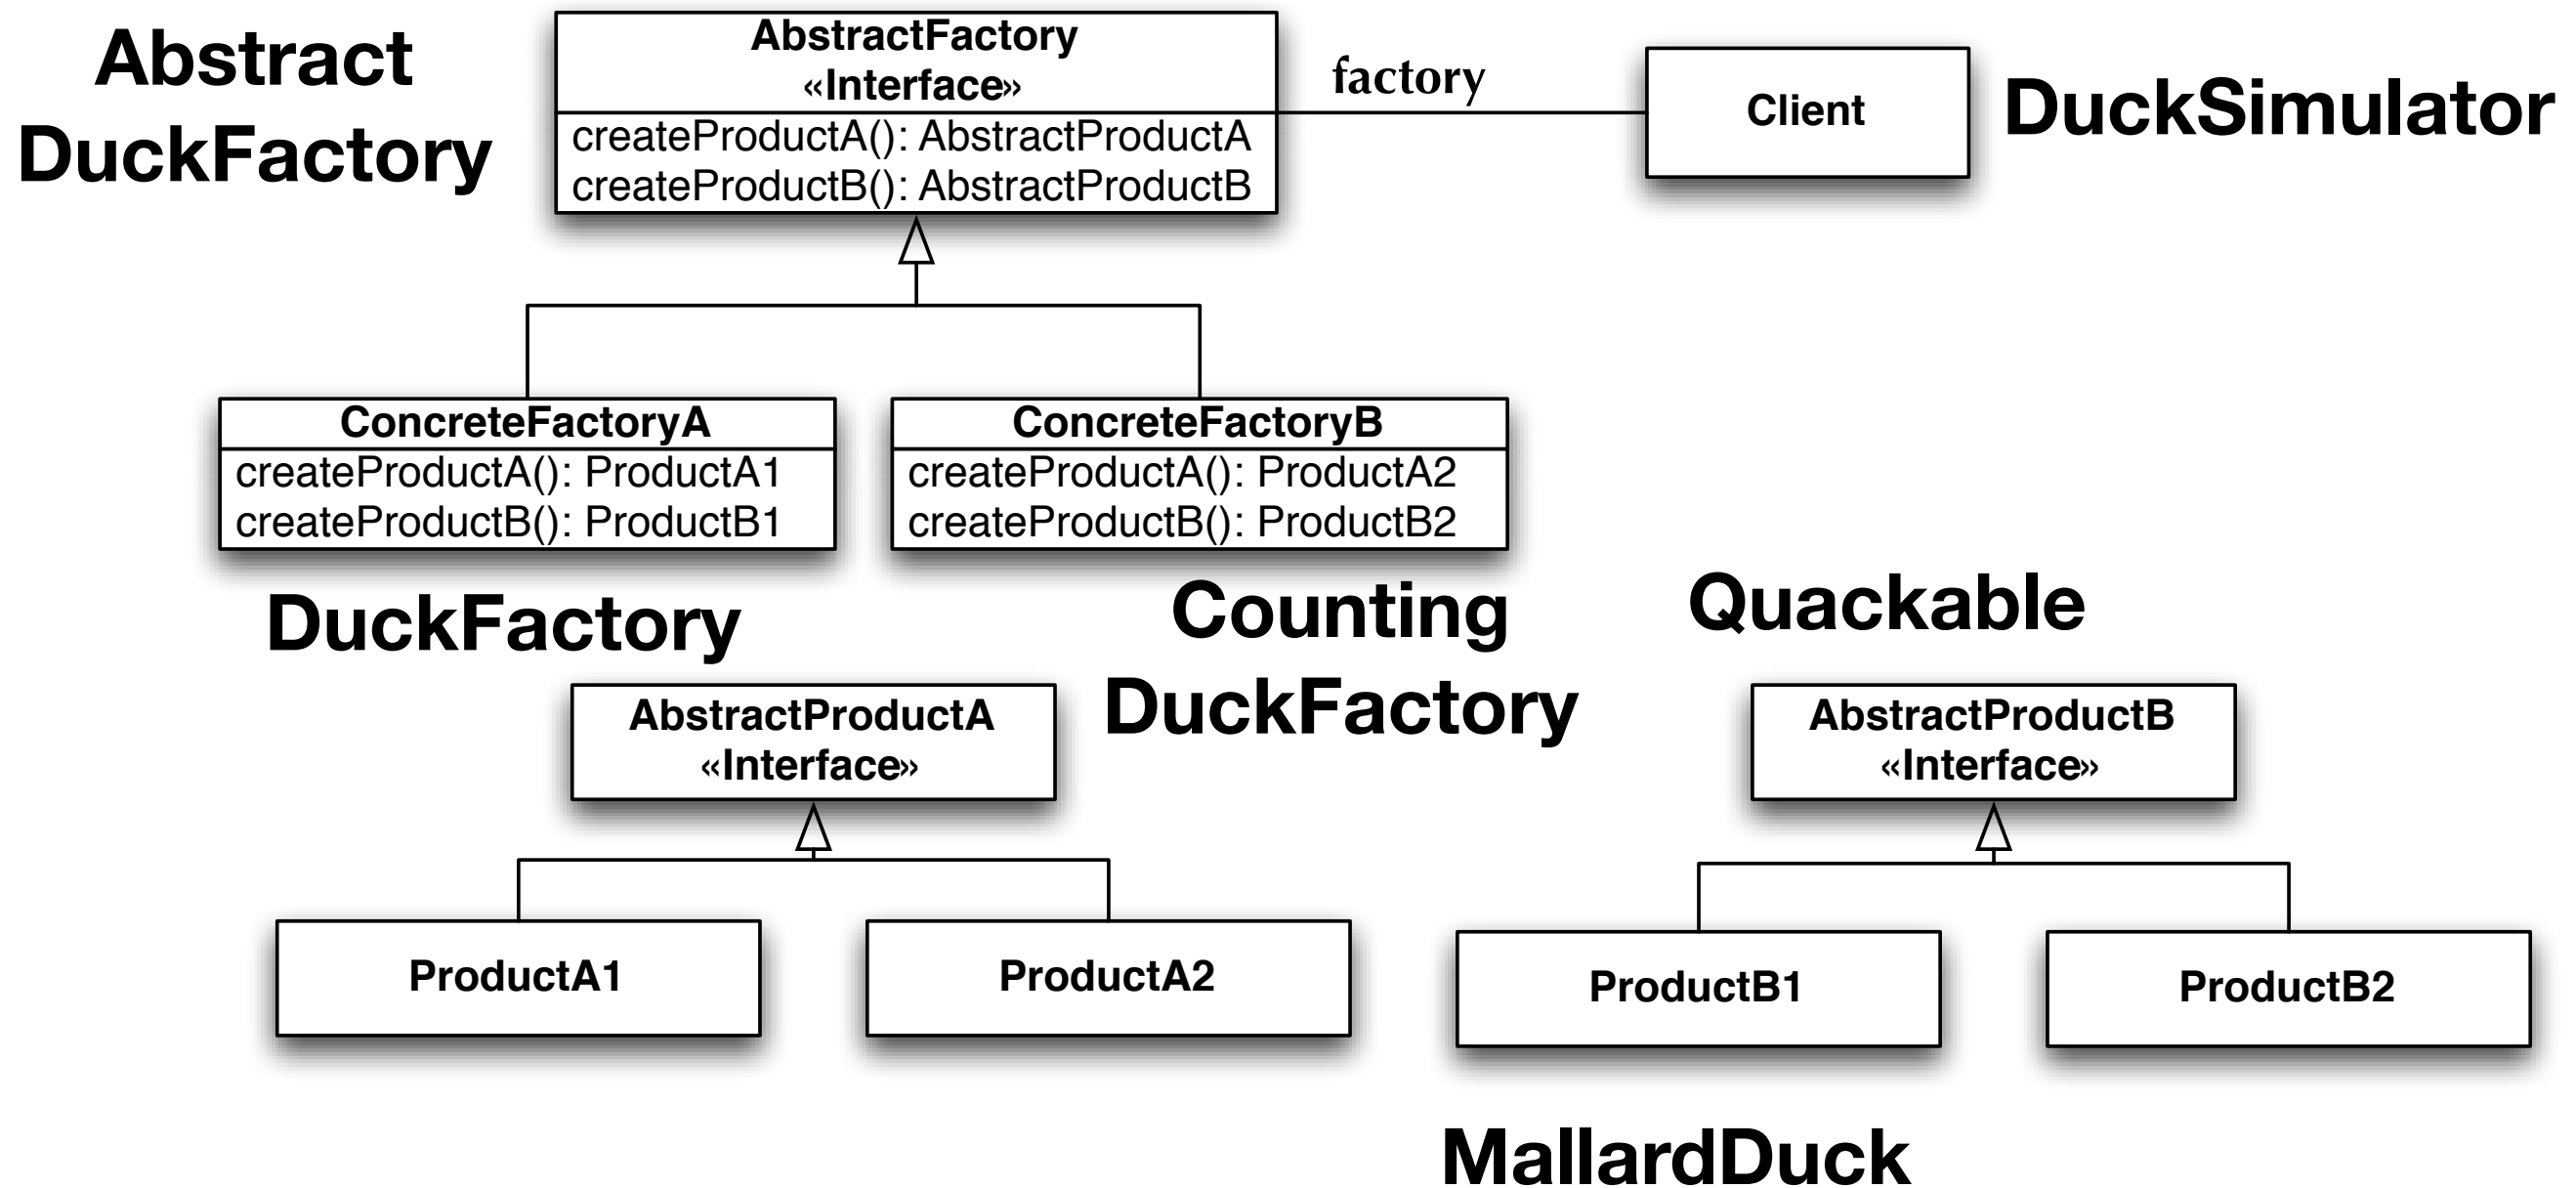 Abstract
DuckFactory
AbstractFactory
«Interface»
createProductA(): AbstractProductA
createProductB(): AbstractProductB
factory
Client
DuckSimulator
ConcreteFactoryA
createProductA(): ProductA1
createProductB(): ProductB1
ConcreteFactoryB
createProductA(): ProductA2
createProductB(): ProductB2
DuckFactory
Counting
DuckFactory
Quackable
AbstractProductA
«Interface»
AbstractProductB
«Interface»
ProductA1
ProductA2
ProductB1
ProductB2
MallardDuck